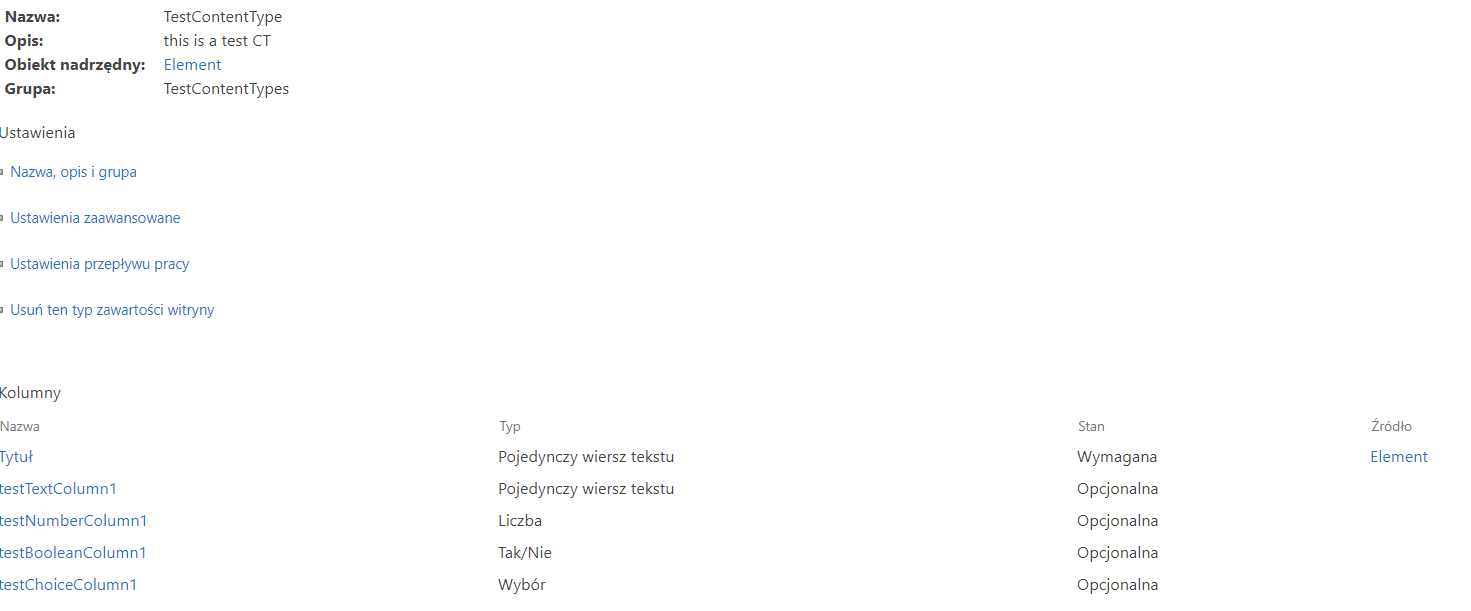 Nazwa: TestContentType
Opis: this is a test CT
Obiekt nadrzędny: Element
Grupa: TestContentTypes
Ustawienia
Nazwa, opis i grupa
Ustawienia zaawansowane
Ustawienia przepływu pracy
Usuń ten typ zawartości witryny
Kolumny
Nazwa Typ Stan Źródło
Tytuł Pojedynczy wiersz tekstu Wymagana Element
testTextColumn1 Pojedynczy wiersz tekstu Opcjonalna
testNumberColumn1 Liczba Opcjonalna
testBooleanColumn1 Tak/Nie Opcjonalna
testChoiceColumn1 Wybór Opcjonalna